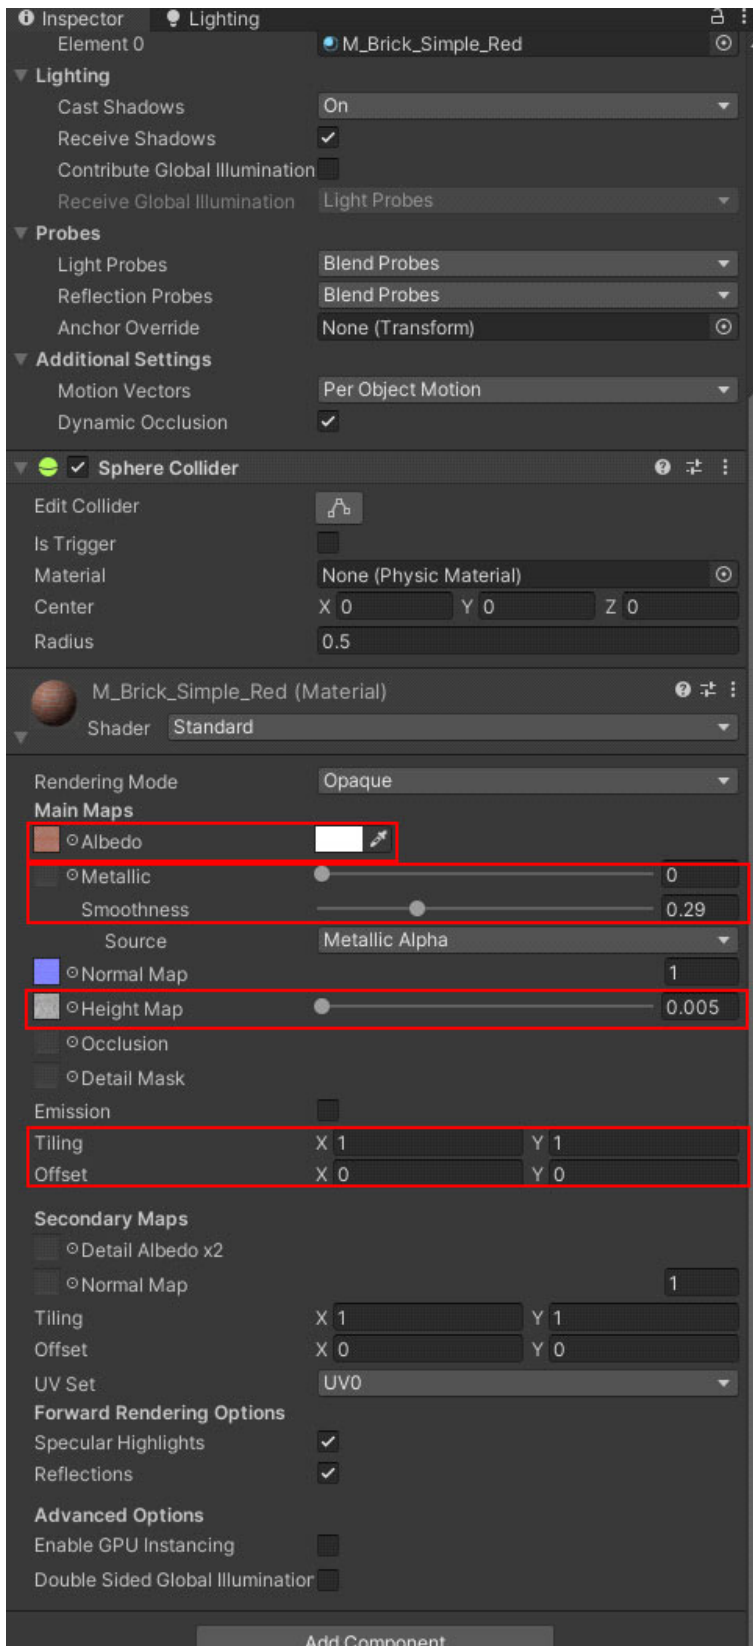 Inspector Lighting
Element 0 M_Brick_Simple_Red
Lighting
Cast Shadows On
Receive Shadows
Contribute Global Illumination
Receive Global Illumination Light Probes
Probes
Light Probes Blend Probes
Reflection Probes Blend Probes
Anchor Override None (Transform)
Additional Settings
Motion Vectors Per Object Motion
Dynamic Occlusion
Sphere Collider
Edit Collider
Is Trigger
Material None (Physic Material)
Center X 0 Y 0 Z 0
Radius 0.5
M_Brick_Simple_Red (Material)
Shader Standard
Rendering Mode Opaque
Main Maps
Albedo
Metallic 0
Smoothness 0.29
Source Metallic Alpha
Normal Map 1
Height Map 0.005
Occlusion
Detail Mask
Emission
Tiling X 1 Y 1
Offset X 0 Y 0
Secondary Maps
Detail Albedo x2
Normal Map 1
Tiling X 1 Y 1
Offset X 0 Y 0
UV Set UV0
Forward Rendering Options
Specular Highlights
Reflections
Advanced Options
Enable GPU Instancing
Double Sided Global Illumination
Add Component